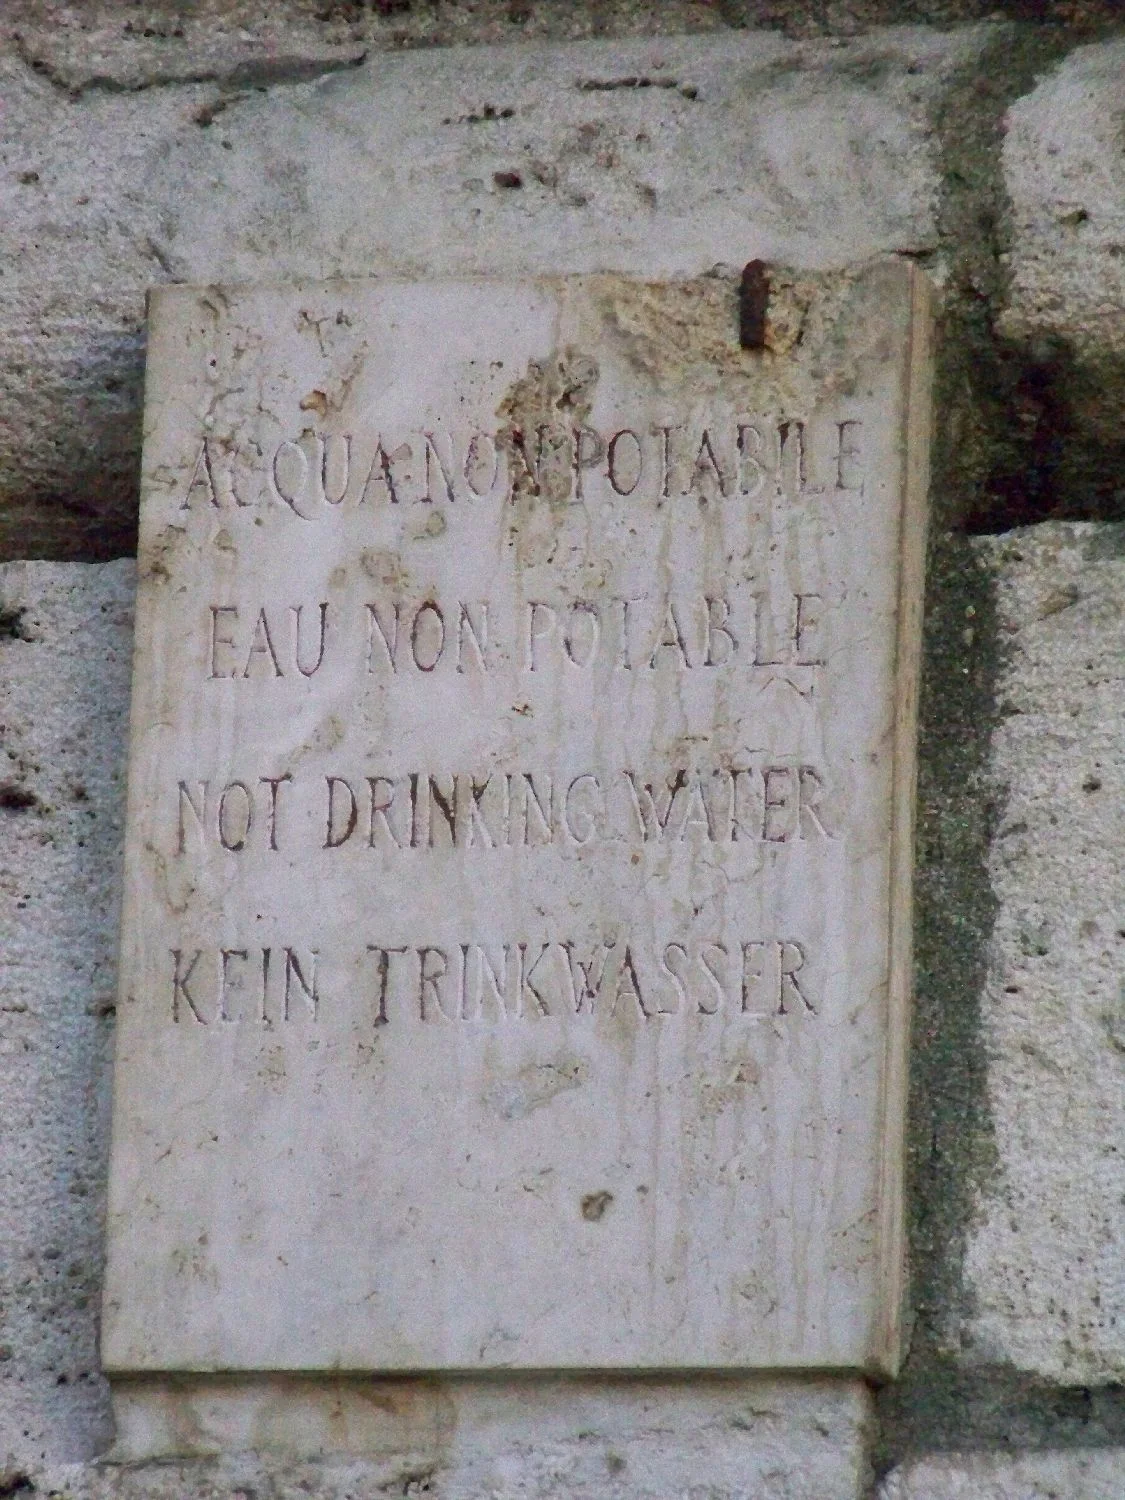 ACQUA NON POTABILE
EAU NON POTABLE
NOT DRINKING WATER
KEIN TRINKWASSER